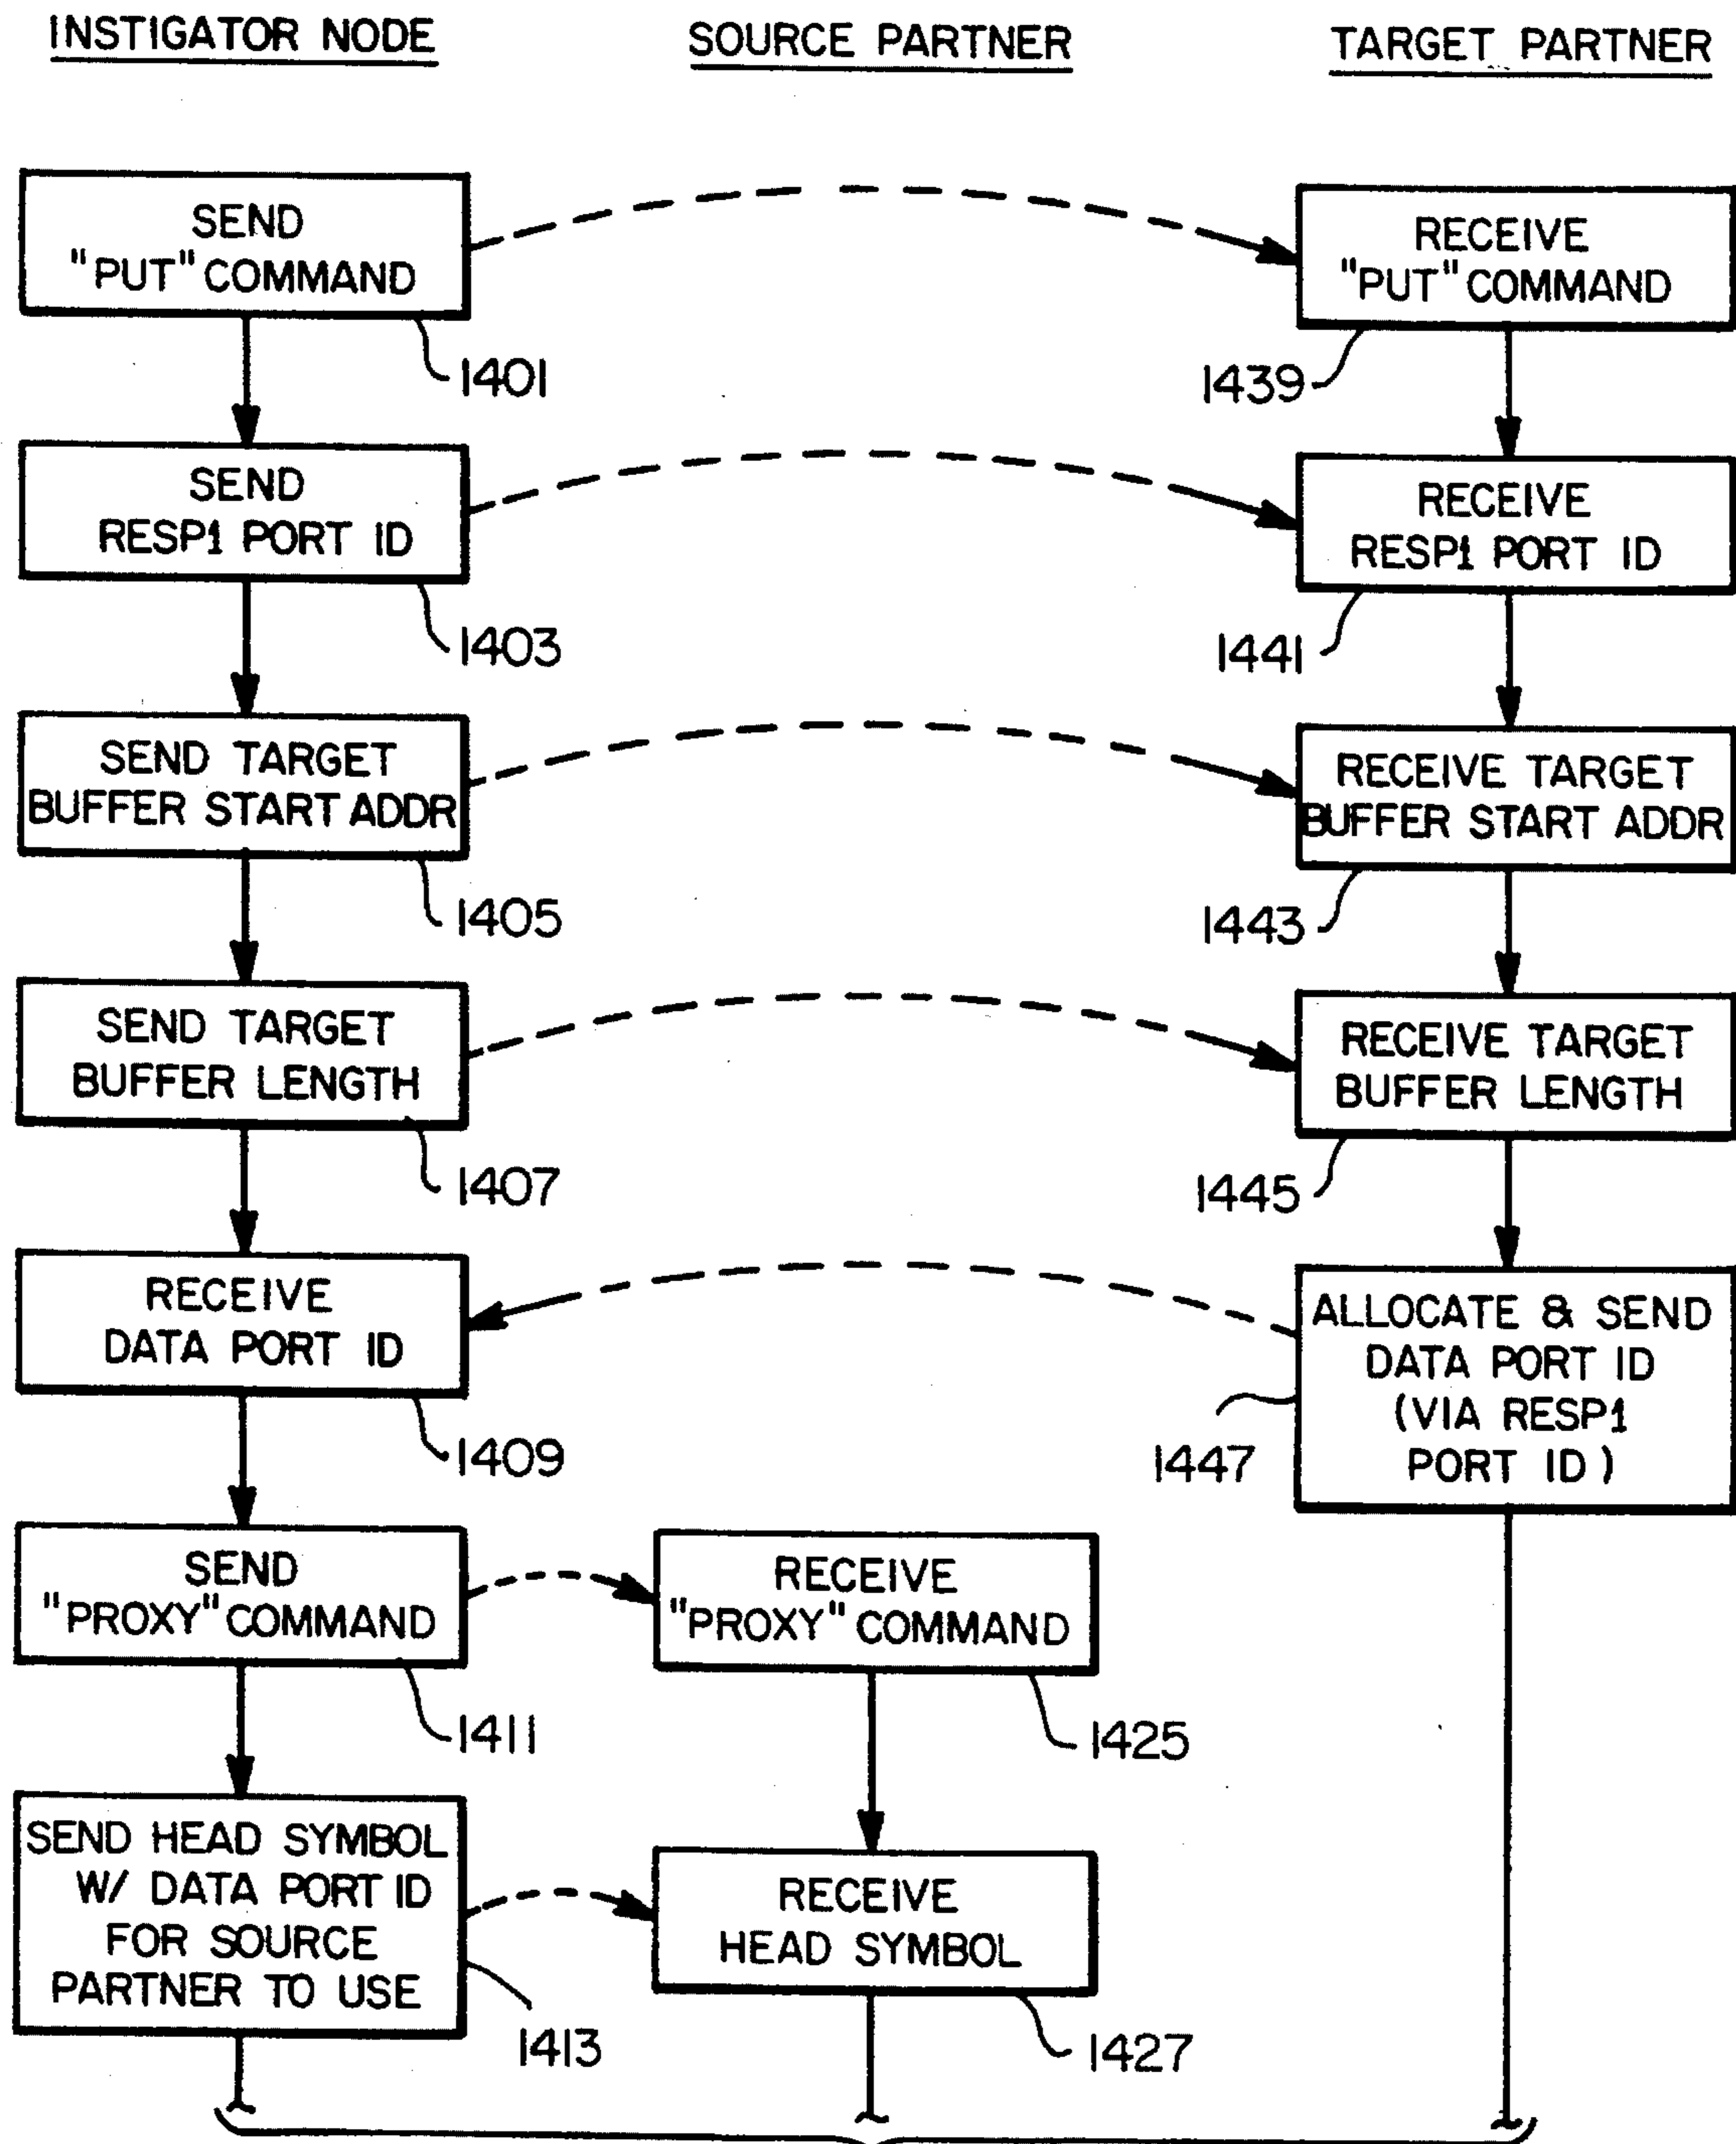 INSTIGATOR NODE
SOURCE PARTNER
TARGET PARTNER
SEND
"PUT" COMMAND
1401
RECEIVE
"PUT" COMMAND
1439
SEND
RESP1 PORT ID
1403
RECEIVE
RESP1 PORT ID
1441
SEND TARGET
BUFFER START ADDR
1405
RECEIVE TARGET
BUFFER START ADDR
1443
SEND TARGET
BUFFER LENGTH
1407
RECEIVE TARGET
BUFFER LENGTH
1445
RECEIVE
DATA PORT ID
1409
ALLOCATE & SEND
DATA PORT ID
(VIA RESP1
PORT ID)
1447
SEND
"PROXY" COMMAND
1411
RECEIVE
"PROXY" COMMAND
1425
SEND HEAD SYMBOL
W/ DATA PORT ID
FOR SOURCE
PARTNER TO USE
1413
RECEIVE
HEAD SYMBOL
1427